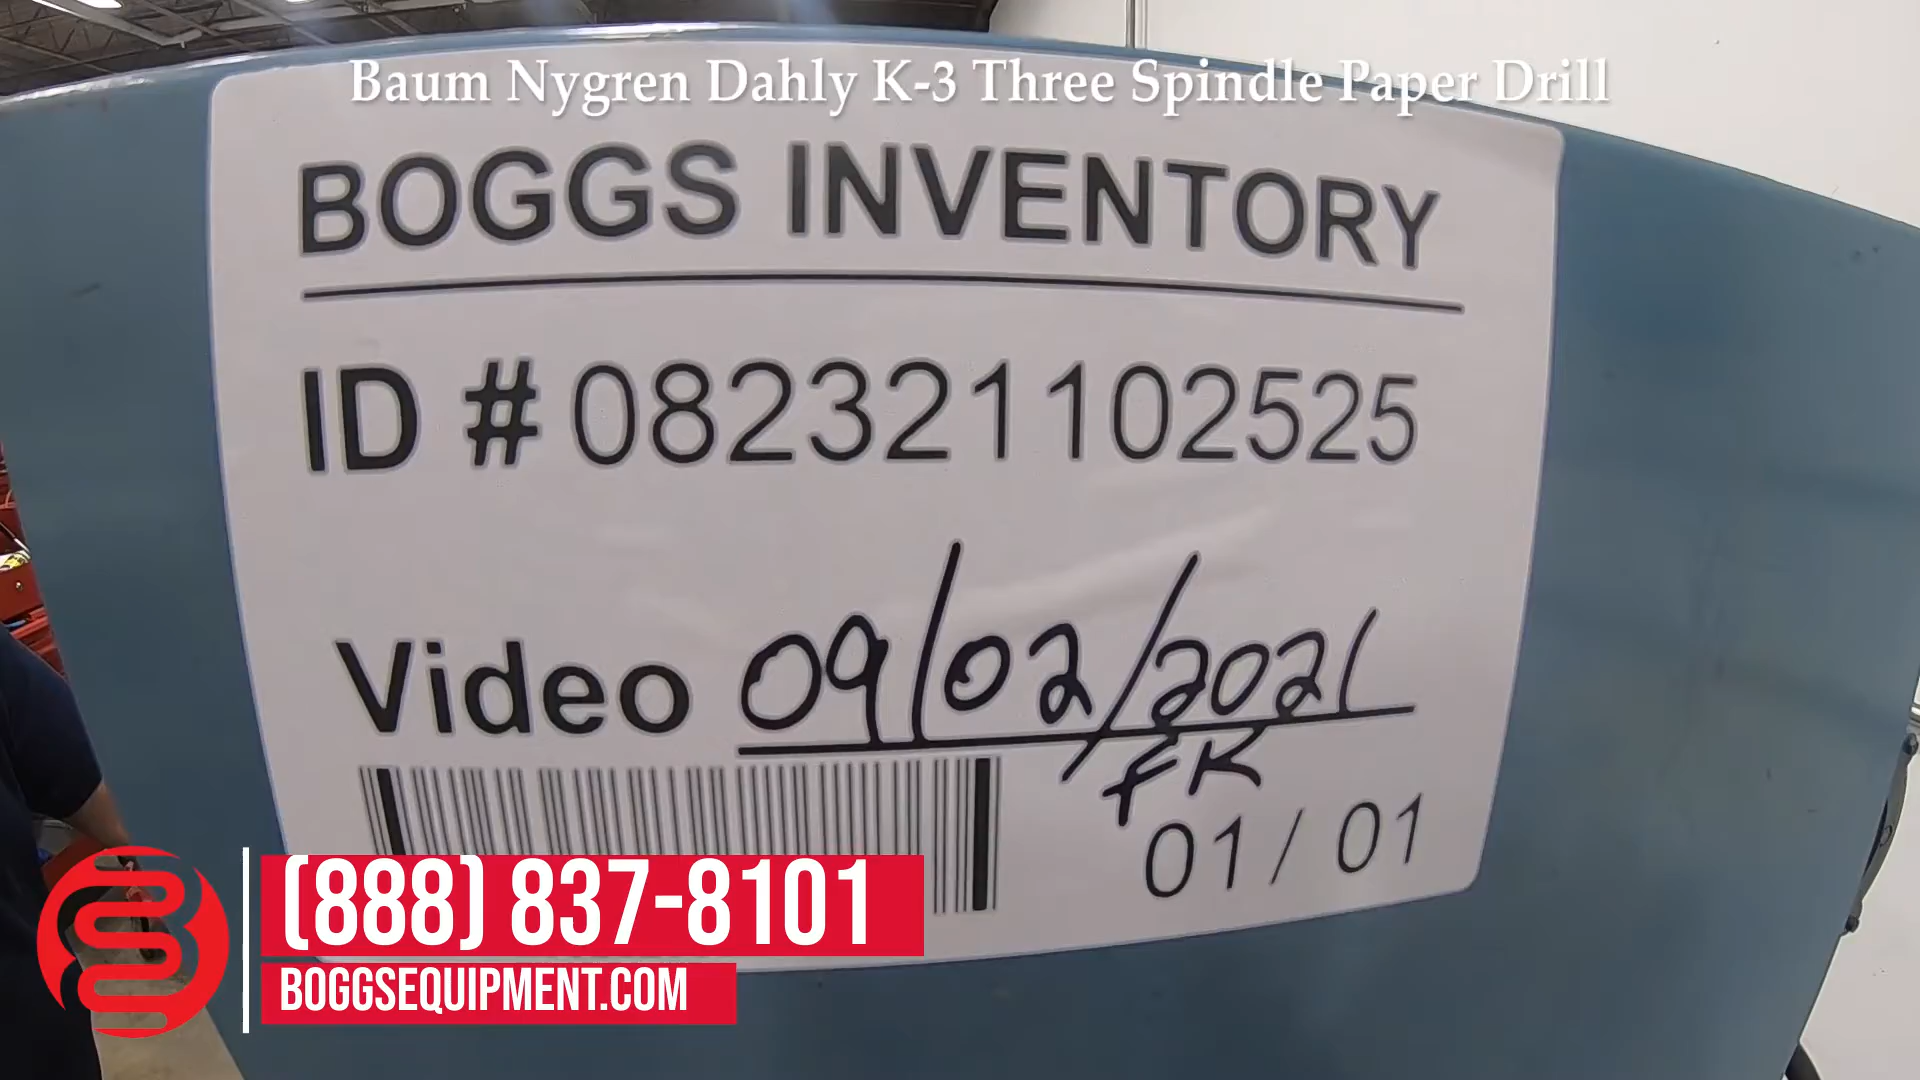 Baum Nygren Dahly K-3 Three Spindle Paper Drill
BOGGS INVENTORY
ID # 082321102525
Video 09/02/2021
FK
01 / 01
(888) 837-8101
BOGGSEQUIPMENT.COM